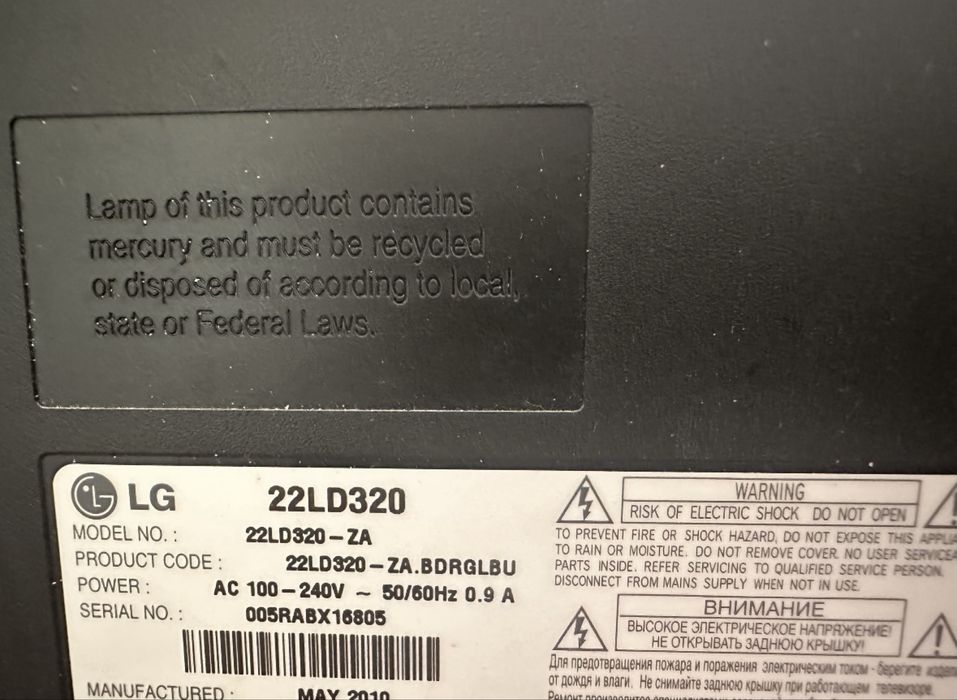 Lamp of this product contains
mercury and must be recycled
or disposed of according to local,
state or Federal Laws.
LG 22LD320
MODEL NO. : 22LD320-ZA
PRODUCT CODE : 22LD320-ZA.BDRGLBU
POWER : AC 100-240V ~ 50/60Hz 0.9 A
SERIAL NO. : 005RABX16805
MANUFACTURED : MAY 2010
WARNING
RISK OF ELECTRIC SHOCK DO NOT OPEN
TO PREVENT FIRE OR SHOCK HAZARD, DO NOT EXPOSE THIS
TO RAIN OR MOISTURE. DO NOT REMOVE COVER. NO USER
PARTS INSIDE. REFER SERVICING TO QUALIFIED SERVICE PERSON.
DISCONNECT FROM MAINS SUPPLY WHEN NOT IN USE.
ВНИМАНИЕ
ВЫСОКОЕ ЭЛЕКТРИЧЕСКОЕ НАПРЯЖЕНИЕ!
НЕ ОТКРЫВАТЬ ЗАДНЮЮ КРЫШКУ!
Для предотвращения пожара и поражения электрическим током - берегите
от дождя и влаги. Не снимайте заднюю крышку при работающем телевизоре.